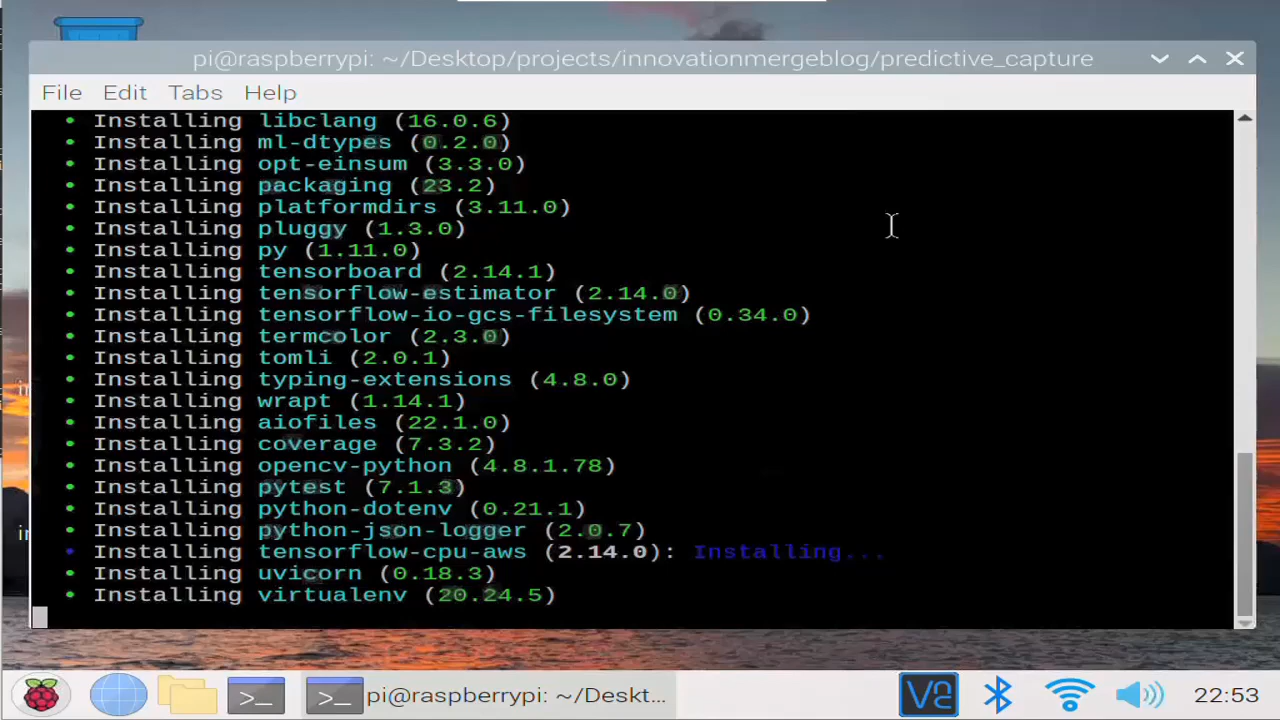 pi@raspberrypi: ~/Desktop/projects/innovationmergeblog/predictive_capture
File Edit Tabs Help
• Installing libclang (16.0.6)
• Installing ml-dtypes (0.2.0)
• Installing opt-einsum (3.3.0)
• Installing packaging (23.2)
• Installing platformdirs (3.11.0)
• Installing pluggy (1.3.0)
• Installing py (1.11.0)
• Installing tensorboard (2.14.1)
• Installing tensorflow-estimator (2.14.0)
• Installing tensorflow-io-gcs-filesystem (0.34.0)
• Installing termcolor (2.3.0)
• Installing tomli (2.0.1)
• Installing typing-extensions (4.8.0)
• Installing wrapt (1.14.1)
• Installing aiofiles (22.1.0)
• Installing coverage (7.3.2)
• Installing opencv-python (4.8.1.78)
• Installing pytest (7.1.3)
• Installing python-dotenv (0.21.1)
• Installing python-json-logger (2.0.7)
• Installing tensorflow-cpu-aws (2.14.0): Installing...
• Installing uvicorn (0.18.3)
• Installing virtualenv (20.24.5)
>_ >_ pi@raspberrypi: ~/Deskt... 22:53